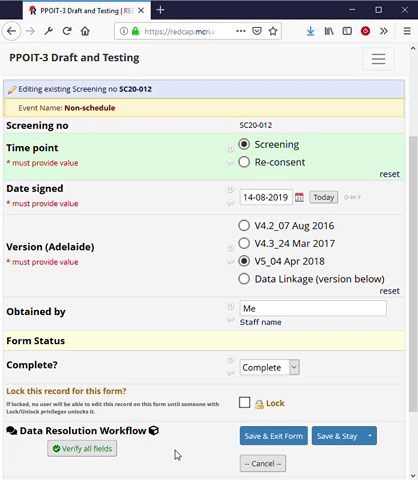 PPOIT-3 Draft and Testing | RE
https://redcap.mcri.a
PPOIT-3 Draft and Testing
Editing existing Screening no SC20-012
Event Name: Non-schedule
Screening no SC20-012
Time point
* must provide value
Screening
Re-consent
reset
Date signed
* must provide value
14-08-2019 31 Today D-M-Y
Version (Adelaide)
* must provide value
V4.2_07 Aug 2016
V4.3_24 Mar 2017
V5_04 Apr 2018
Data Linkage (version below)
reset
Obtained by
Me
Staff name
Form Status
Complete?
Complete
Lock this record for this form?
If locked, no user will be able to edit this record on this form until someone with
Lock/Unlock privileges unlocks it.
Lock
Data Resolution Workflow
Verify all fields
Save & Exit Form Save & Stay
-- Cancel --